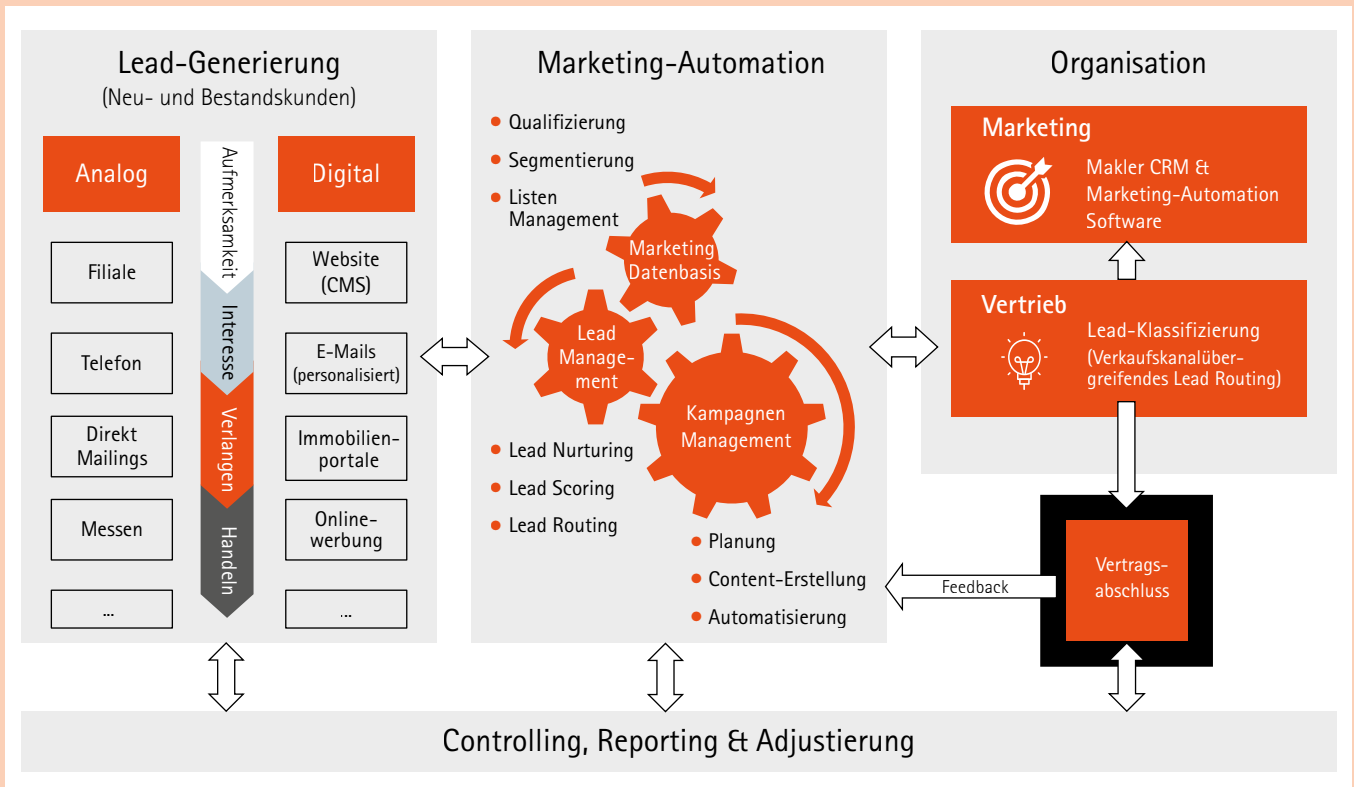 Lead-Generierung
(Neu- und Bestandskunden)
Analog
Digital
Aufmerksamkeit
Interesse
Verlangen
Handeln
Filiale
Telefon
Direkt
Mailings
Messen
...
Website
(CMS)
E-Mails
(personalisiert)
Immobilien-
portale
Online-
werbung
...
Marketing-Automation
• Qualifizierung
• Segmentierung
• Listen
Management
Marketing
Datenbasis
Lead
Manage-
ment
Kampagnen
Management
• Lead Nurturing
• Lead Scoring
• Lead Routing
• Planung
• Content-Erstellung
• Automatisierung
Organisation
Marketing
Makler CRM &
Marketing-Automation
Software
Vertrieb
Lead-Klassifizierung
(Verkaufskanalüber-
greifendes Lead Routing)
Vertrags-
abschluss
Feedback
Controlling, Reporting & Adjustierung